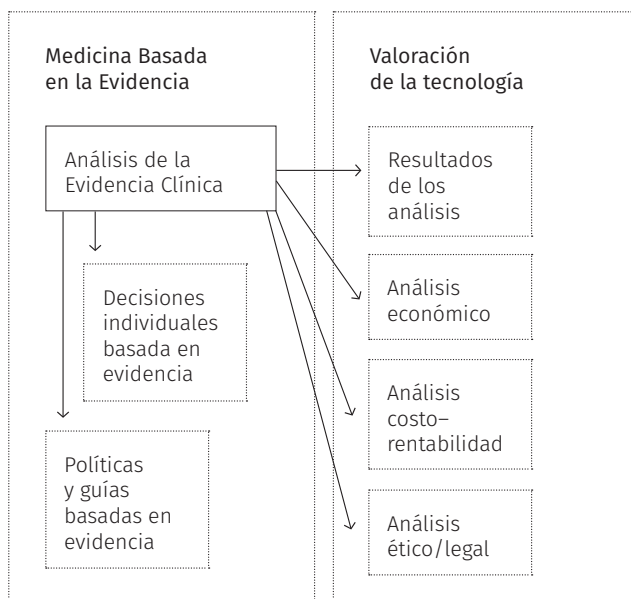 Medicina Basada
en la Evidencia
Análisis de la
Evidencia Clínica
Decisiones
individuales
basada en
evidencia
Políticas
y guías
basadas en
evidencia
Valoración
de la tecnología
Resultados
de los
análisis
Análisis
económico
Análisis
costo–
rentabilidad
Análisis
ético/legal